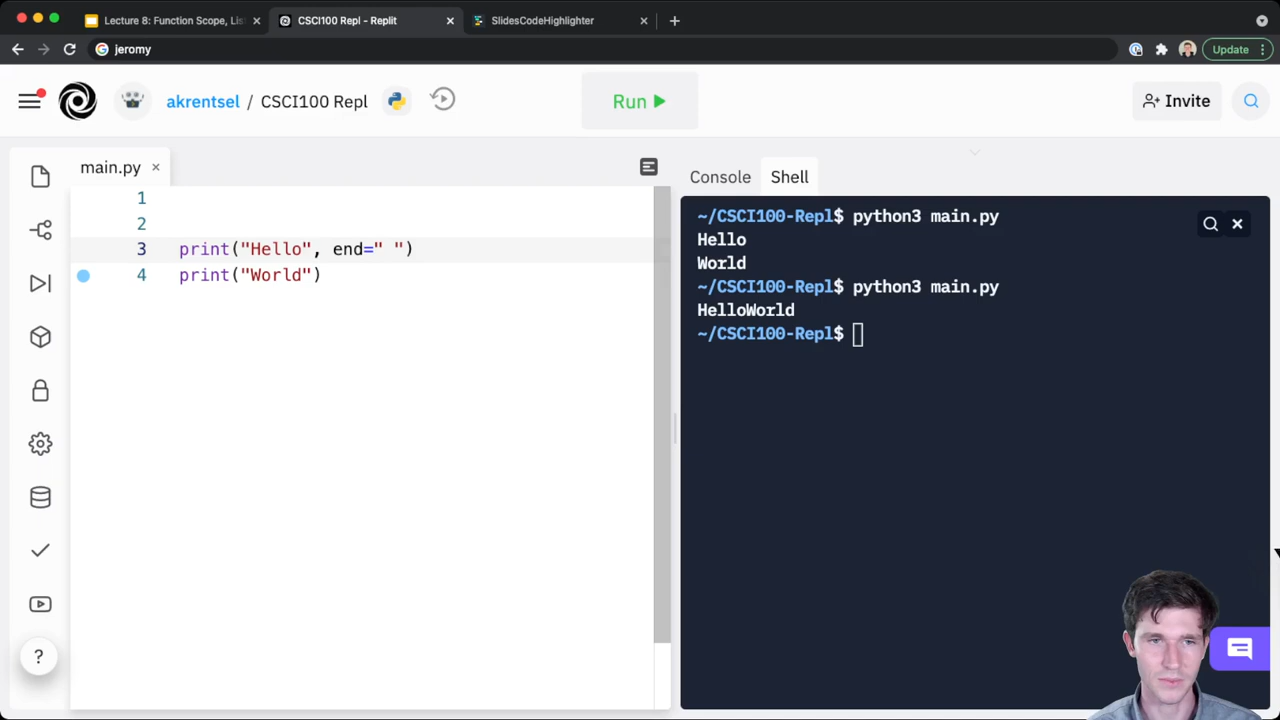 Lecture 8: Function Scope, Lis
CSCI100 Repl - Replit
SlidesCodeHighlighter
jeromy
Update
akrentsel / CSCI100 Repl
Run
Invite
main.py
Console
Shell
1
2
3 print("Hello", end=" ")
4 print("World")
~/CSCI100-Repl$ python3 main.py
Hello
World
~/CSCI100-Repl$ python3 main.py
HelloWorld
~/CSCI100-Repl$
?